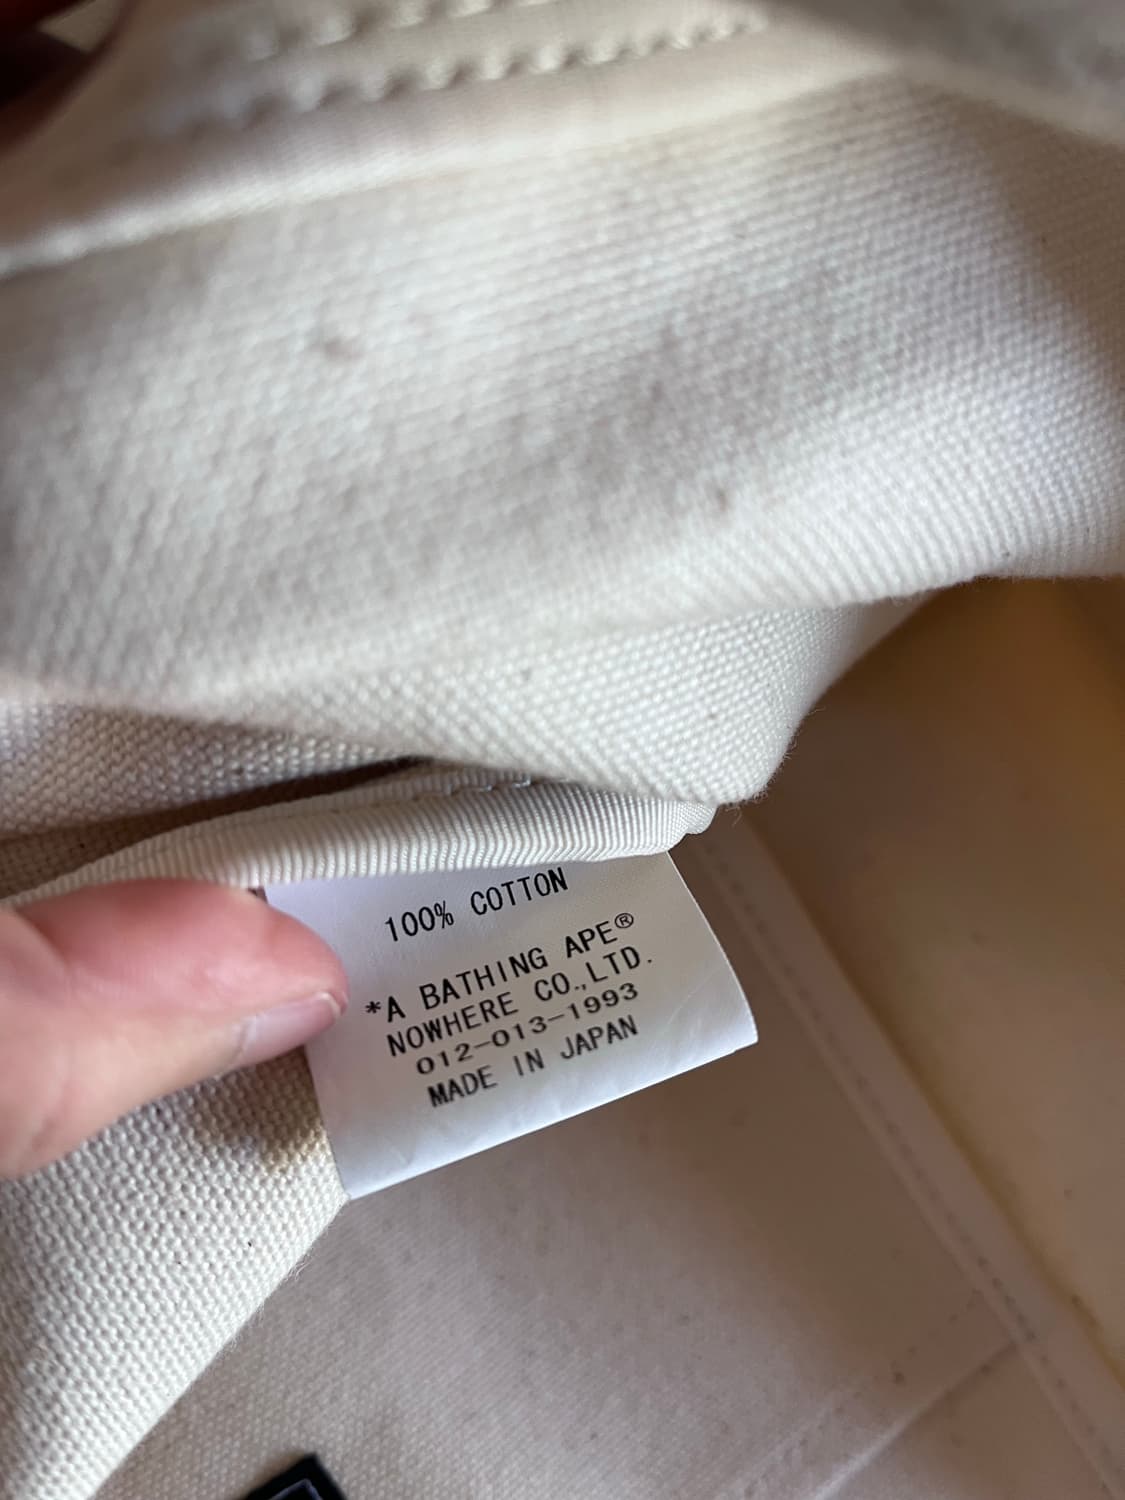 100% COTTON
*A BATHING APE®
NOWHERE CO.,LTD.
012-013-1993
MADE IN JAPAN